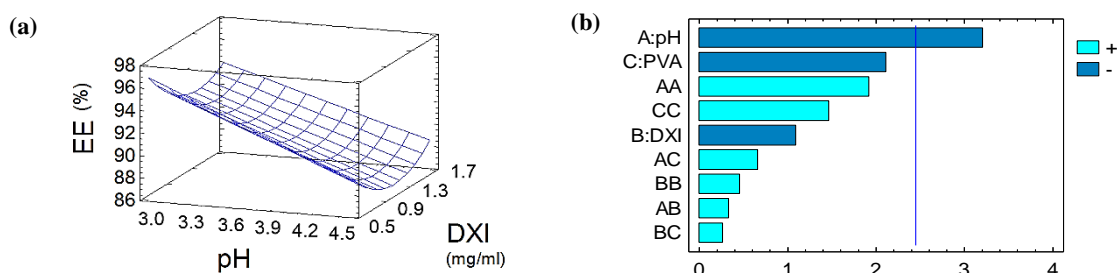 (a)
98
96
94
92
90
88
86
EE (%)
3.0 3.3 3.6 3.9 4.2 4.5
pH
0.5 0.9 1.3 1.7
DXI
(mg/ml)
(b)
A:pH
C:PVA
AA
CC
B:DXI
AC
BB
AB
BC
0 1 2 3 4
+
-